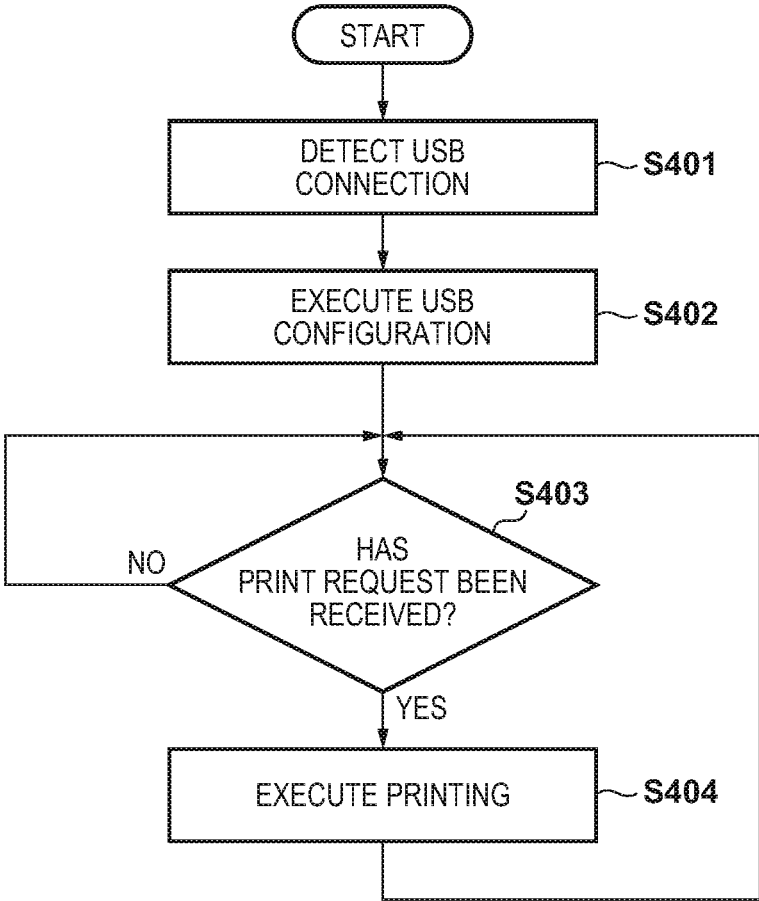 START
DETECT USB
CONNECTION
S401
EXECUTE USB
CONFIGURATION
S402
S403
HAS
PRINT REQUEST BEEN
RECEIVED?
NO
YES
EXECUTE PRINTING
S404